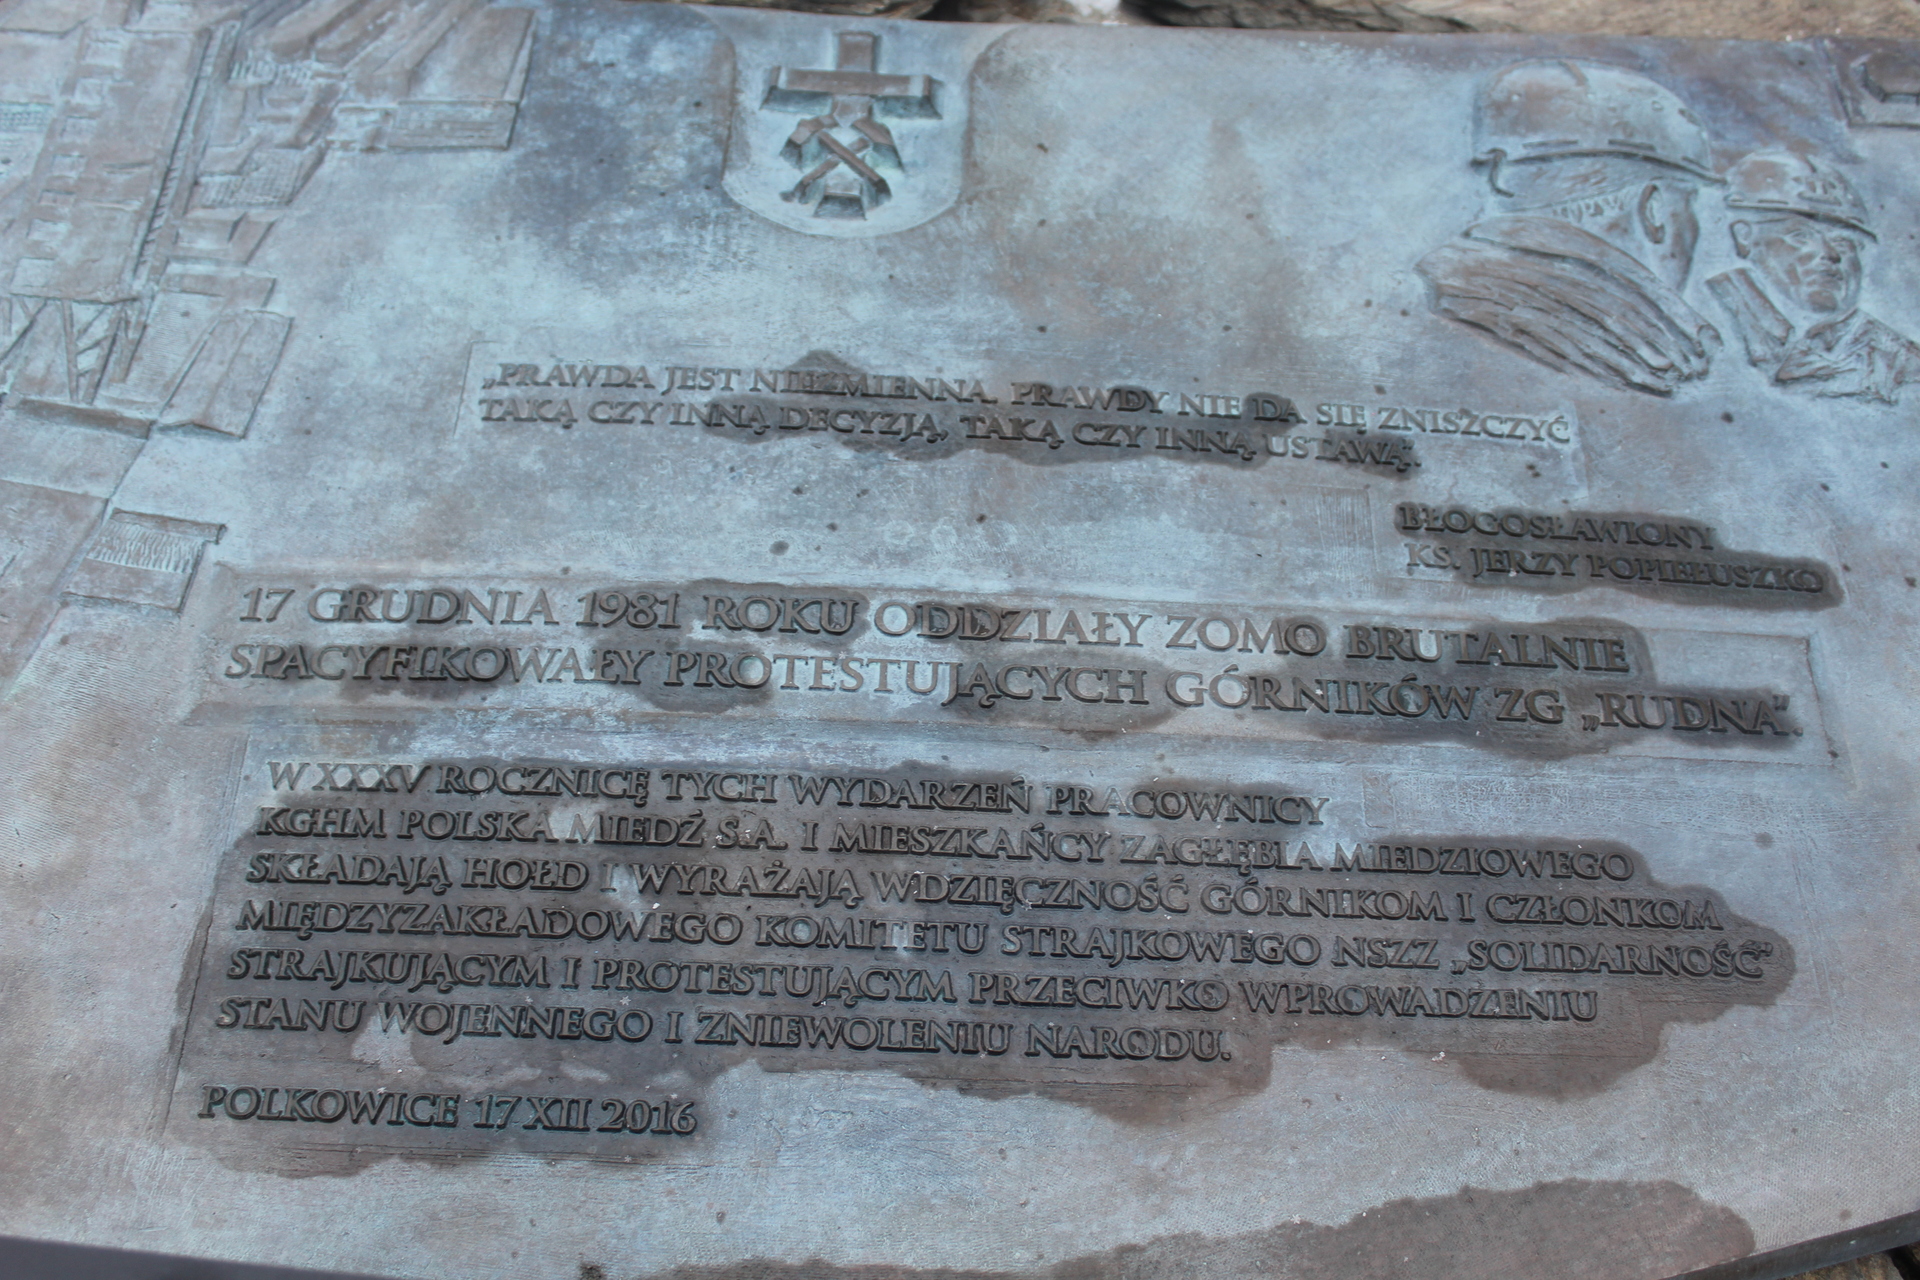 „PRAWDA JEST NIEZMIENNA. PRAWDY NIE DA SIĘ ZNISZCZYĆ
TAKĄ CZY INNĄ DECYZJĄ, TAKĄ CZY INNĄ USTAWĄ”.
BŁOGOSŁAWIONY
KS. JERZY POPIEŁUSZKO
17 GRUDNIA 1981 ROKU ODDZIAŁY ZOMO BRUTALNIE
SPACYFIKOWAŁY PROTESTUJĄCYCH GÓRNIKÓW ZG „RUDNA”.
W XXXV ROCZNICĘ TYCH WYDARZEŃ PRACOWNICY
KGHM POLSKA MIEDŹ S.A. I MIESZKAŃCY ZAGŁĘBIA MIEDZIOWEGO
SKŁADAJĄ HOŁD I WYRAŻAJĄ WDZIĘCZNOŚĆ GÓRNIKOM I CZŁONKOM
MIĘDZYZAKŁADOWEGO KOMITETU STRAJKOWEGO NSZZ „SOLIDARNOŚĆ”
STRAJKUJĄCYM I PROTESTUJĄCYM PRZECIWKO WPROWADZENIU
STANU WOJENNEGO I ZNIEWOLENIU NARODU.
POLKOWICE 17 XII 2016